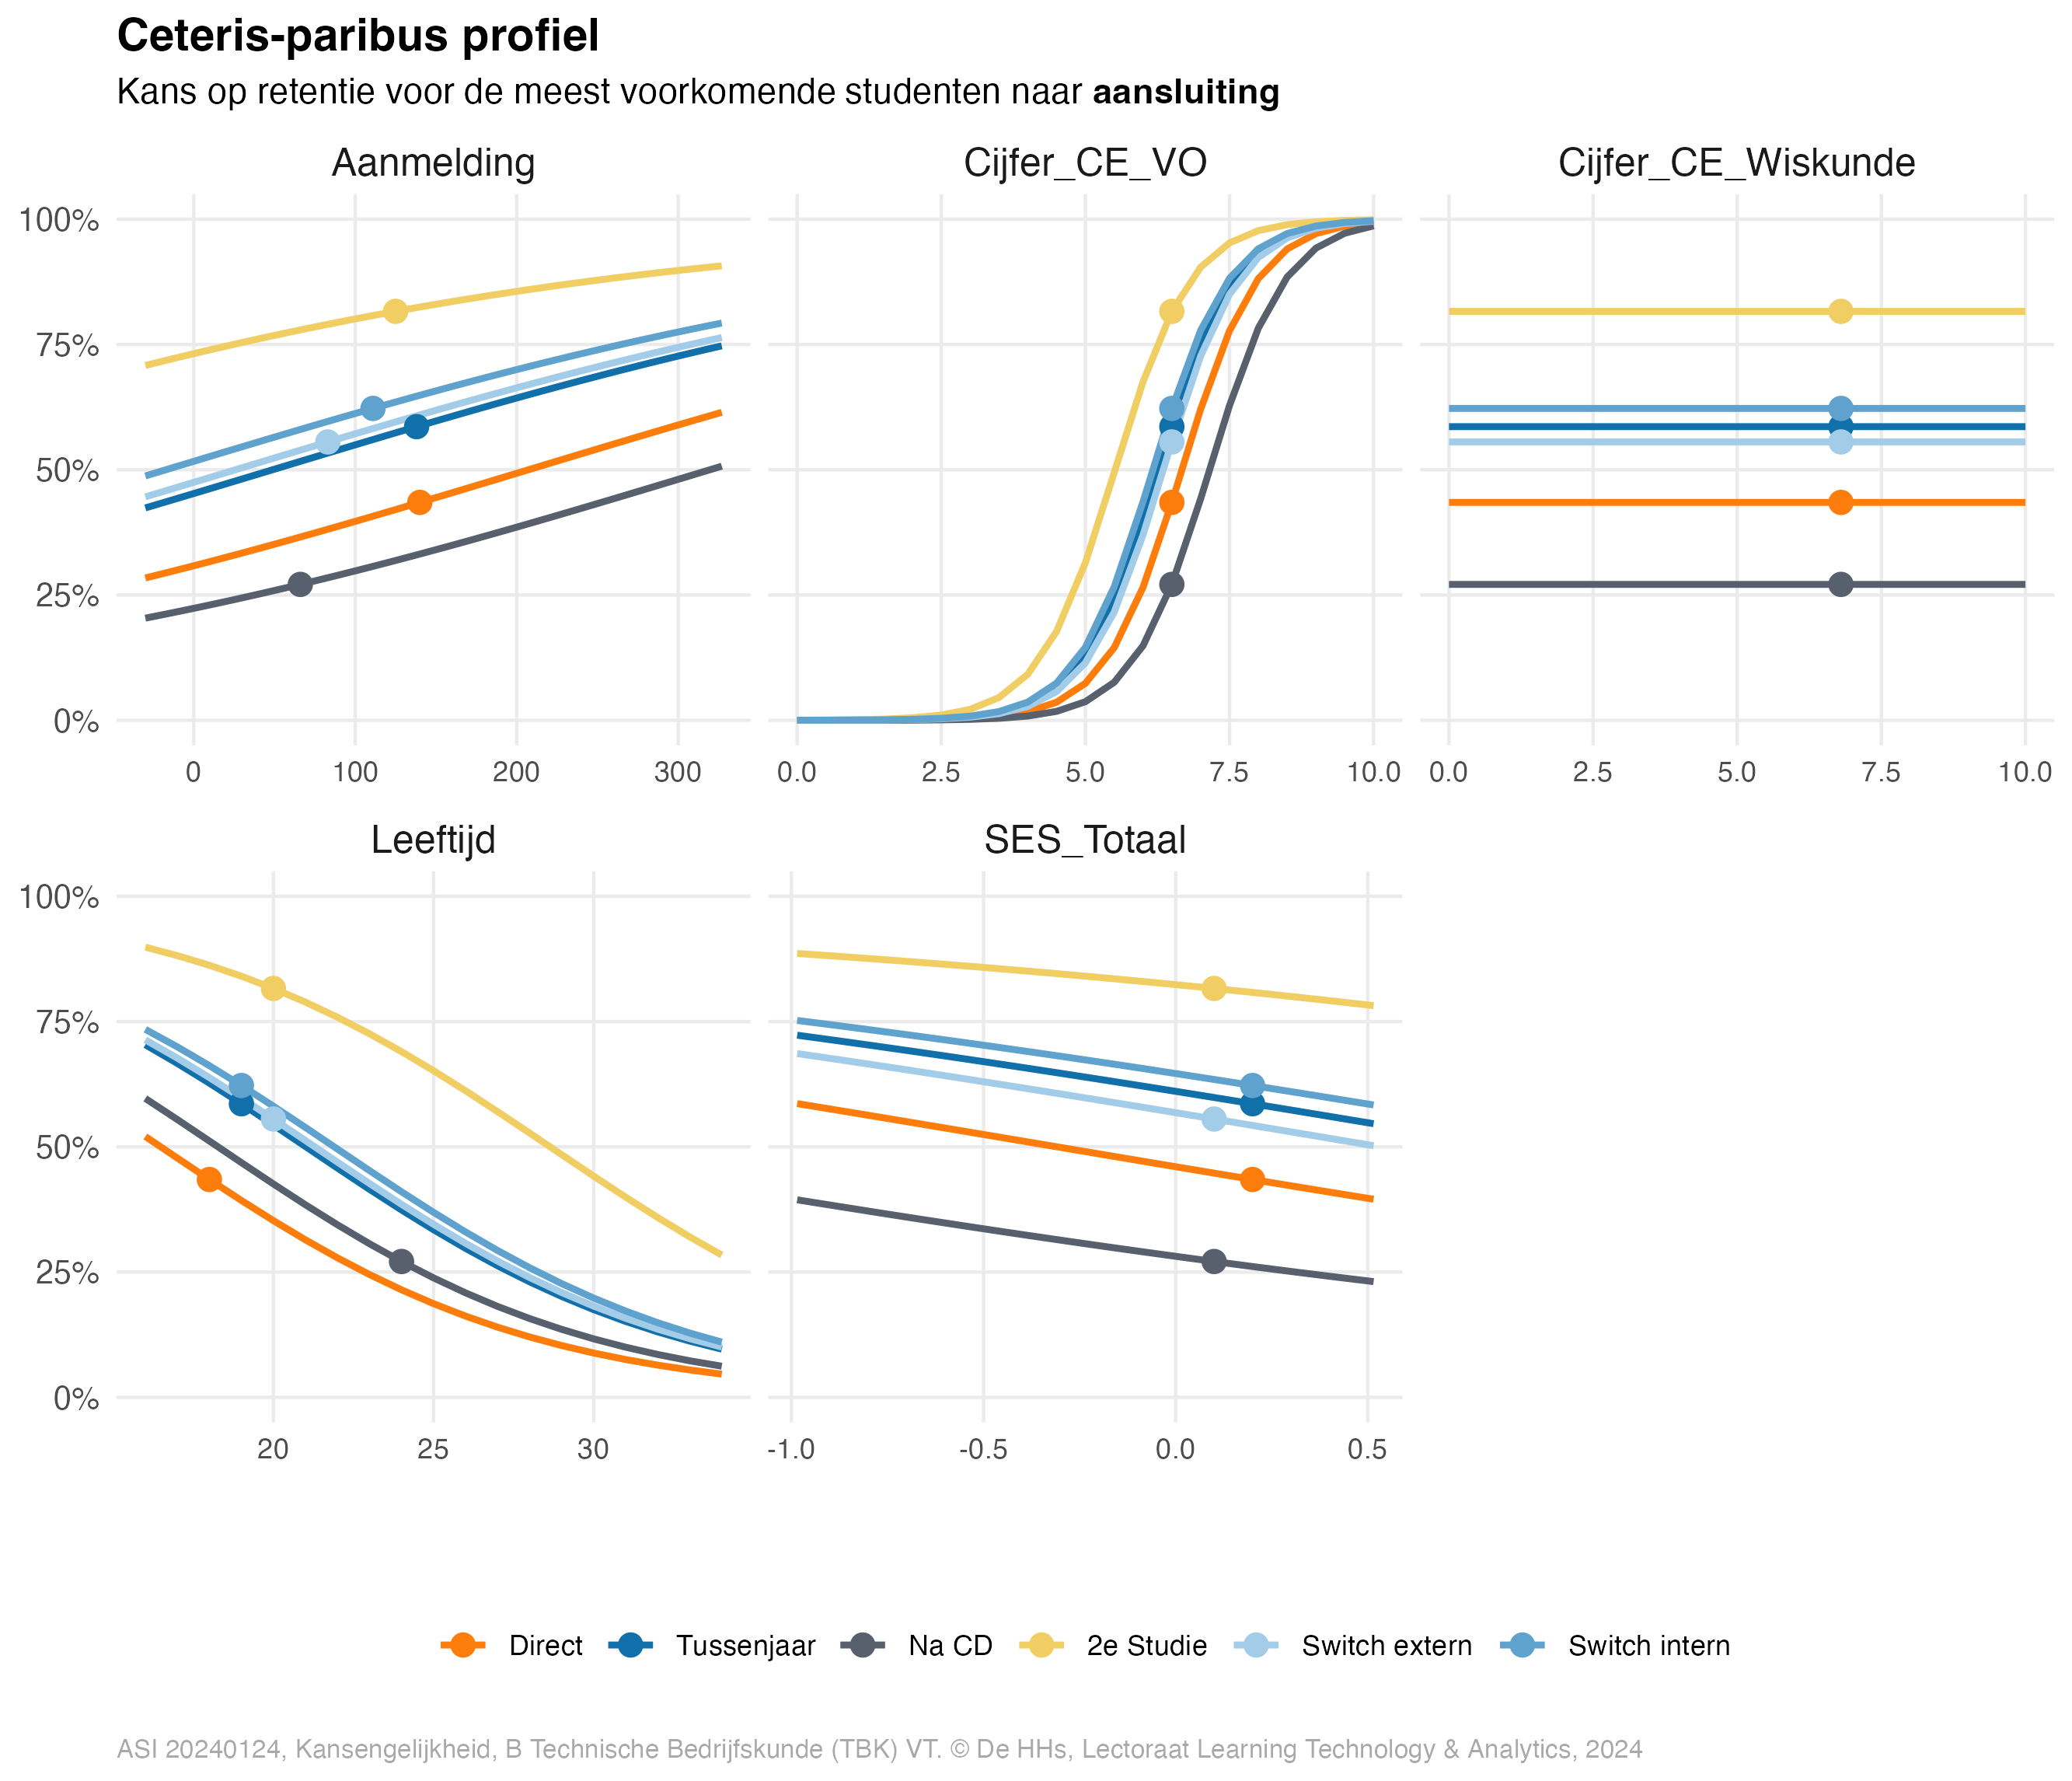 Ceteris-paribus profiel
Kans op retentie voor de meest voorkomende studenten naar aansluiting
Aanmelding Cijfer_CE_VO Cijfer_CE_Wiskunde
100%
75%
50%
25%
0%
0 100 200 300 0.0 2.5 5.0 7.5 10.0 0.0 2.5 5.0 7.5 10.0
Leeftijd SES_Totaal
100%
75%
50%
25%
0%
20 25 30 -1.0 -0.5 0.0 0.5
Direct Tussenjaar Na CD 2e Studie Switch extern Switch intern
ASI 20240124, Kansengelijkheid, B Technische Bedrijfskunde (TBK) VT. © De HHs, Lectoraat Learning Technology & Analytics, 2024